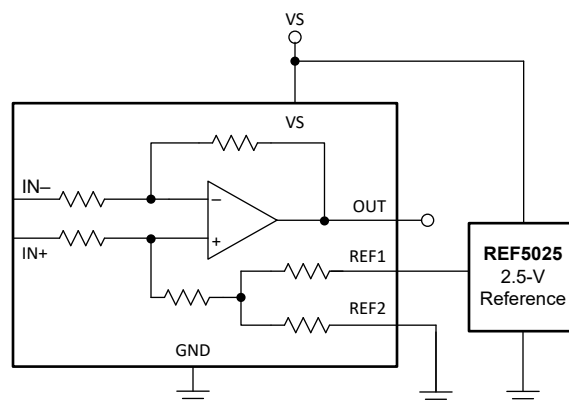 VS
VS
IN–
–
OUT
IN+
+
REF1
REF5025
2.5-V
Reference
REF2
GND